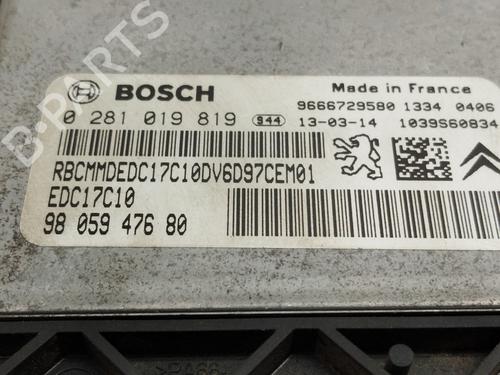 BOSCH
Made in France
0 281 019 819 944
9666729580 1334 0406
13-03-14 1039S60834
RBCMMDEDC17C10DV6D97CEM01
EDC17C10
98 059 476 80
B-PARTS